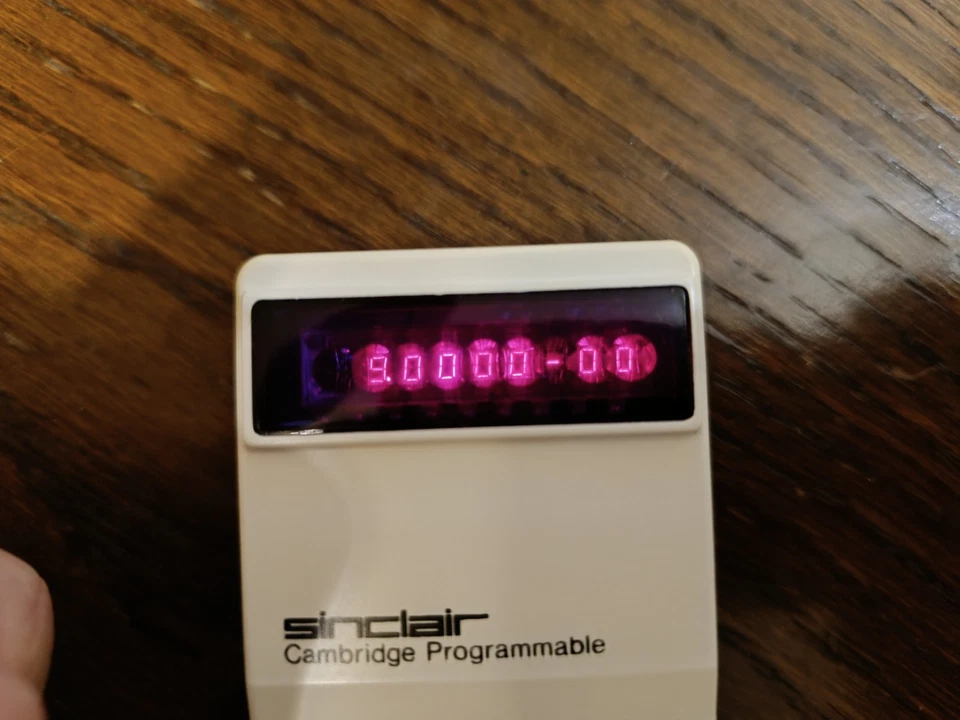 9.0000-00
sinclair
Cambridge Programmable